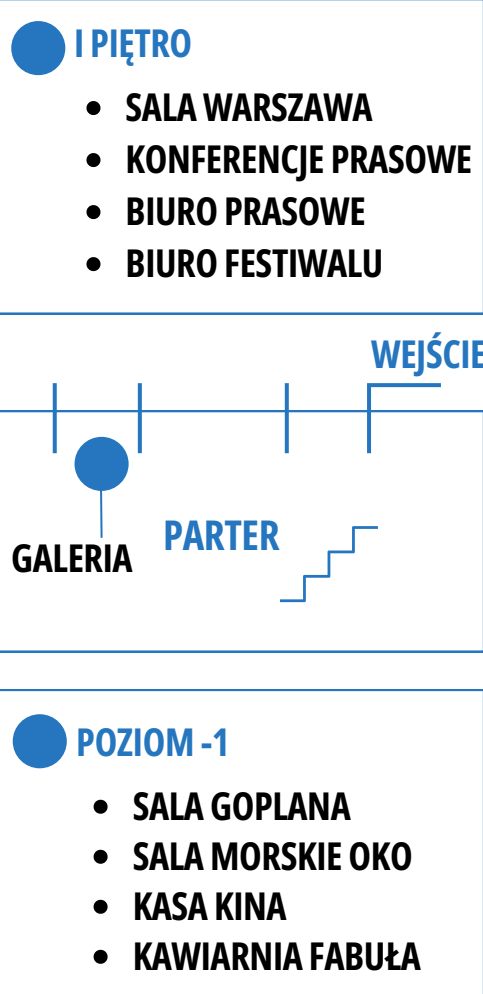 I PIĘTRO
• SALA WARSZAWA
• KONFERENCJE PRASOWE
• BIURO PRASOWE
• BIURO FESTIWALU
WEJŚCIE
GALERIA
PARTER
POZIOM -1
• SALA GOPLANA
• SALA MORSKIE OKO
• KASA KINA
• KAWIARNIA FABUŁA